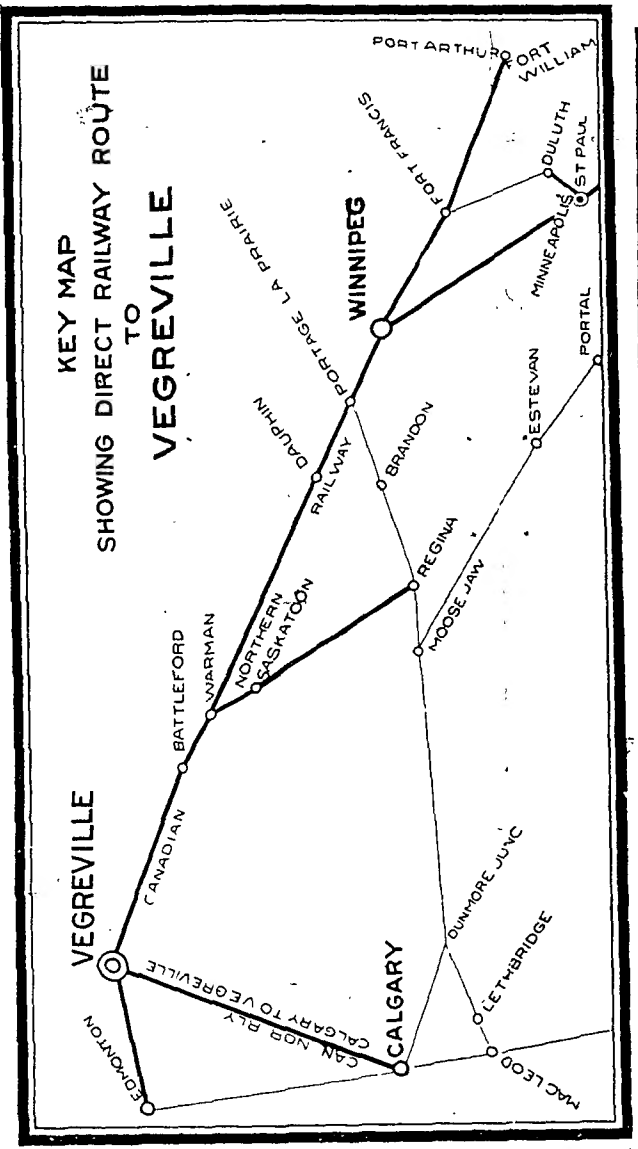 KEY MAP
SHOWING DIRECT RAILWAY ROUTE
TO
VEGREVILLE
VEGREVILLE
EDMONTON
CANADIAN
BATTLEFORD
WARMAN
NORTHERN
SASKATOON
DAUPHIN
RAILWAY
PORTAGE LA PRAIRIE
WINNIPEG
FORT FRANCIS
PORT ARTHUR
FORT
WILLIAM
DULUTH
ST PAUL
MINNEAPOLIS
PORTAL
ESTEVAN
BRANDON
REGINA
MOOSE JAW
DUNMORE JUNC
LETHBRIDGE
MACLEOD
CALGARY
CAN NOR RLY
CALGARY TO VEGREVILLE